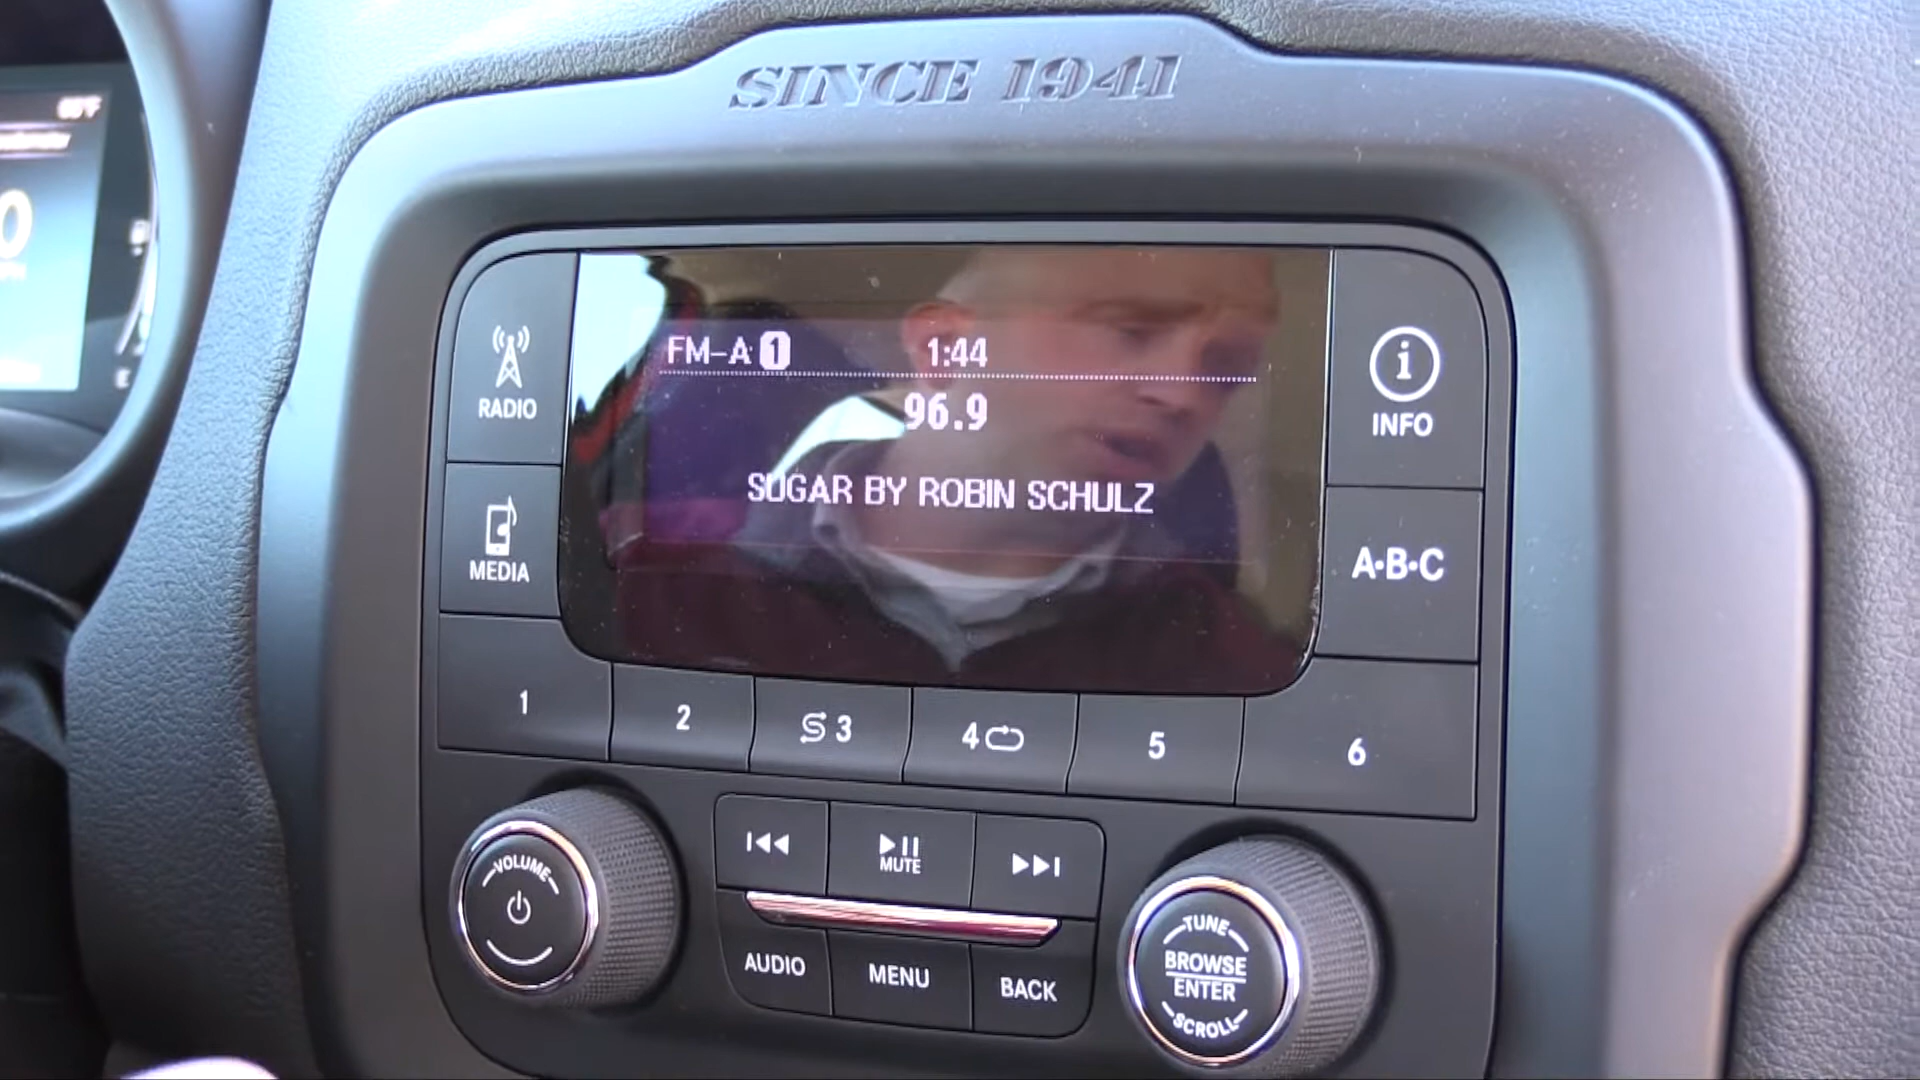 SINCE 1941
FM-A 1 1:44
96.9
SUGAR BY ROBIN SCHULZ
RADIO
MEDIA
INFO
A·B·C
1
2
3
4
5
6
VOLUME
MUTE
AUDIO
MENU
BACK
TUNE
BROWSE
ENTER
SCROLL
0
E